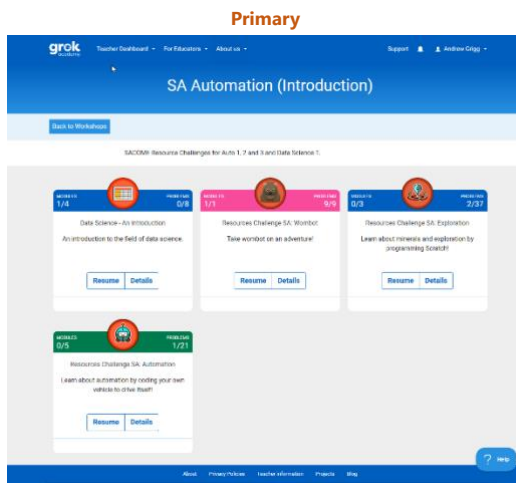 Primary
grok
academy
Teacher Dashboard
For Educators
About us
Support
Andrew Grigg
SA Automation (Introduction)
Back to Workshops
SACOME Resource Challenges for Auto 1, 2 and 3 and Data Science 1.
MODULES
1/4
PROBLEMS
0/8
Data Science - An Introduction
An introduction to the field of data science.
Resume Details
MODULES
1/1
PROBLEMS
9/9
Resources Challenge SA: Wombot
Take wombot on an adventure!
Resume Details
MODULES
0/3
PROBLEMS
2/37
Resources Challenge SA: Exploration
Learn about minerals and exploration by
programming Scratch!
Resume Details
MODULES
0/5
PROBLEMS
1/21
Resources Challenge SA: Automation
Learn about automation by coding your own
vehicle to drive itself!
Resume Details
? Help
About Privacy Policies Teacher Information Projects Blog